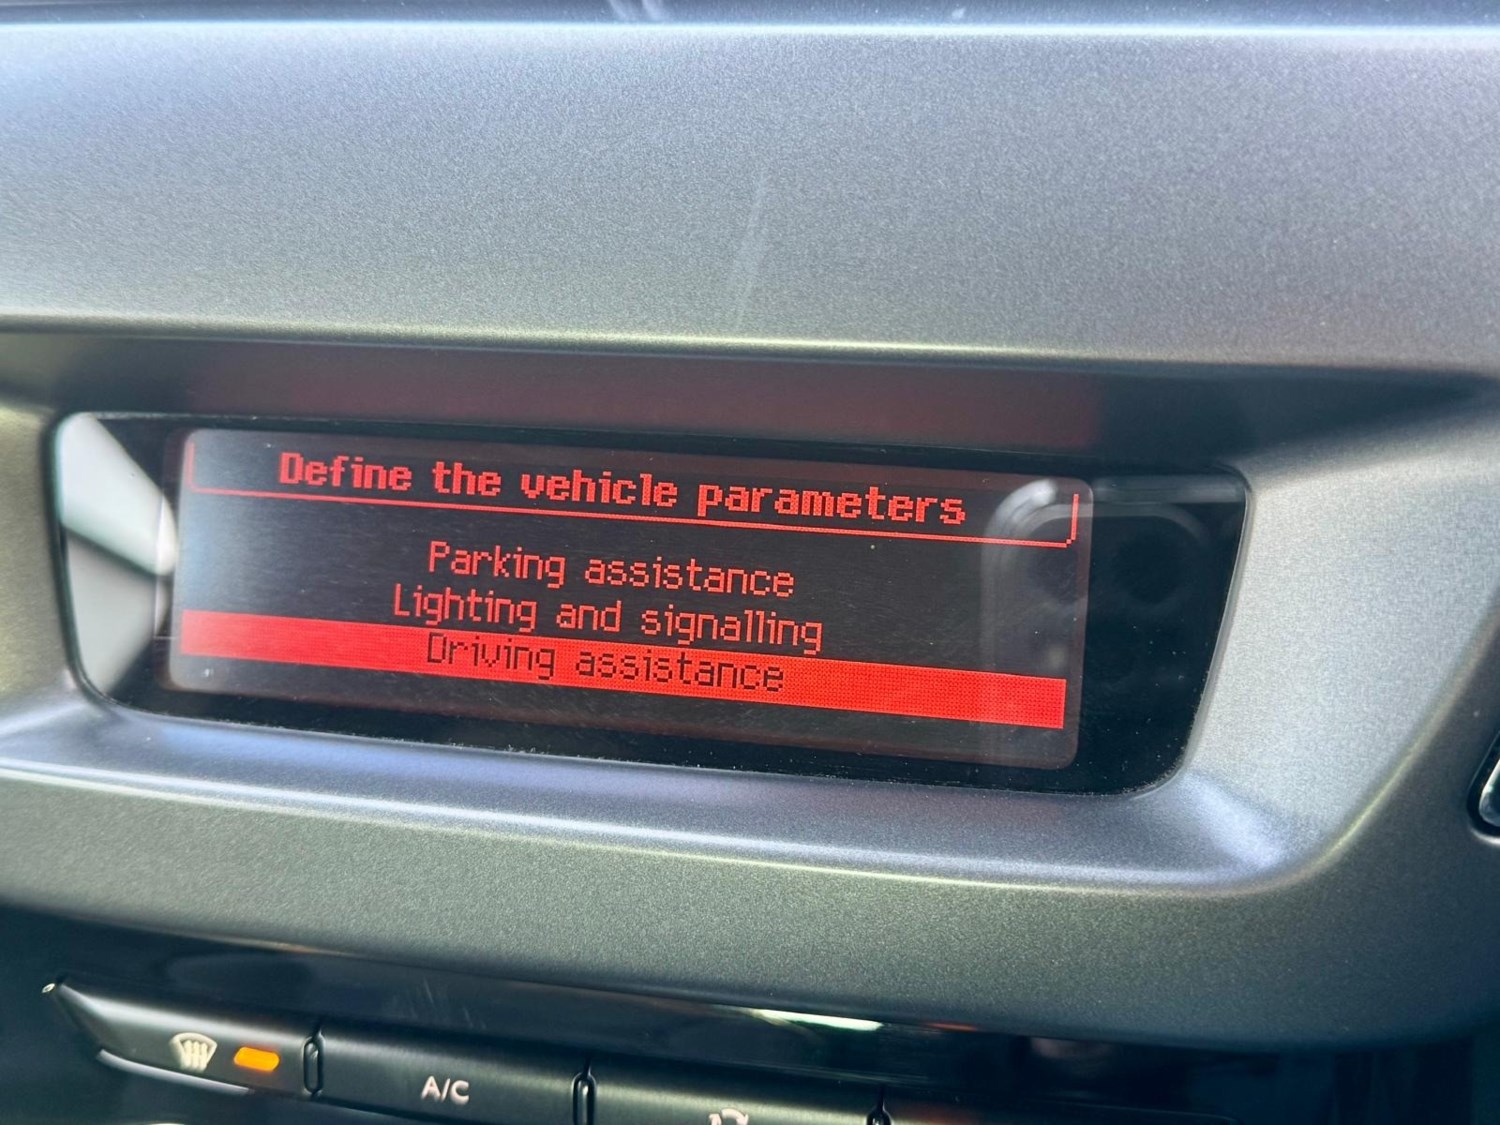 Define the vehicle parameters
Parking assistance
Lighting and signalling
Driving assistance
A/C